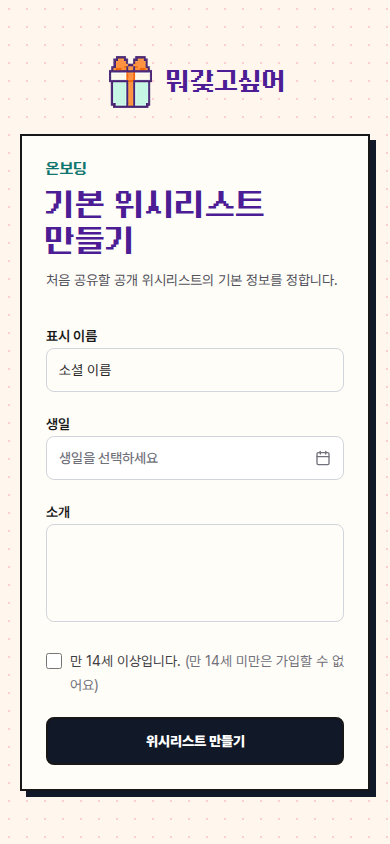 뭐갖고싶어
온보딩
기본 위시리스트
만들기
처음 공유할 공개 위시리스트의 기본 정보를 정합니다.
표시 이름
소셜 이름
생일
생일을 선택하세요
소개
만 14세 이상입니다. (만 14세 미만은 가입할 수 없
어요)
위시리스트 만들기